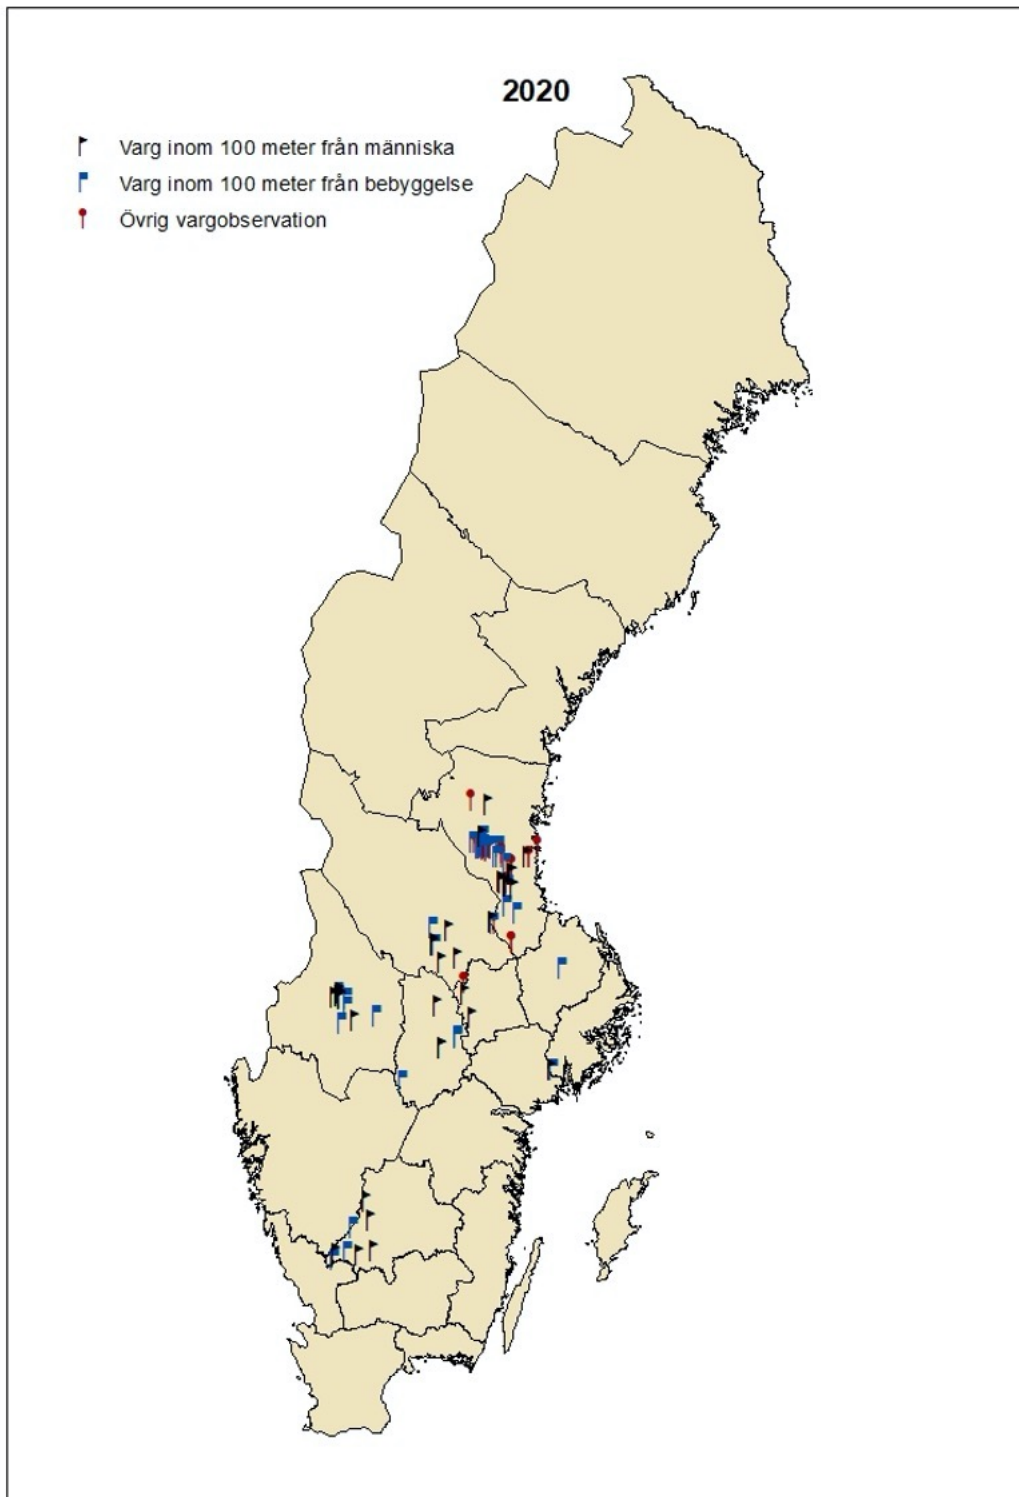 2020
Varg inom 100 meter från människa
Varg inom 100 meter från bebyggelse
Övrig vargobservation